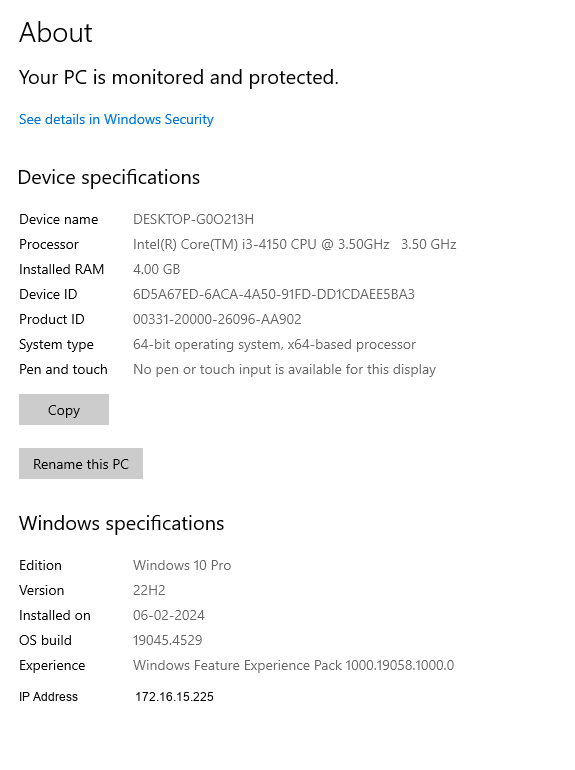 About
Your PC is monitored and protected.
See details in Windows Security
Device specifications
Device name DESKTOP-G0O213H
Processor Intel(R) Core(TM) i3-4150 CPU @ 3.50GHz 3.50 GHz
Installed RAM 4.00 GB
Device ID 6D5A67ED-6ACA-4A50-91FD-DD1CDAEE5BA3
Product ID 00331-20000-26096-AA902
System type 64-bit operating system, x64-based processor
Pen and touch No pen or touch input is available for this display
Copy
Rename this PC
Windows specifications
Edition Windows 10 Pro
Version 22H2
Installed on 06-02-2024
OS build 19045.4529
Experience Windows Feature Experience Pack 1000.19058.1000.0
IP Address 172.16.15.225